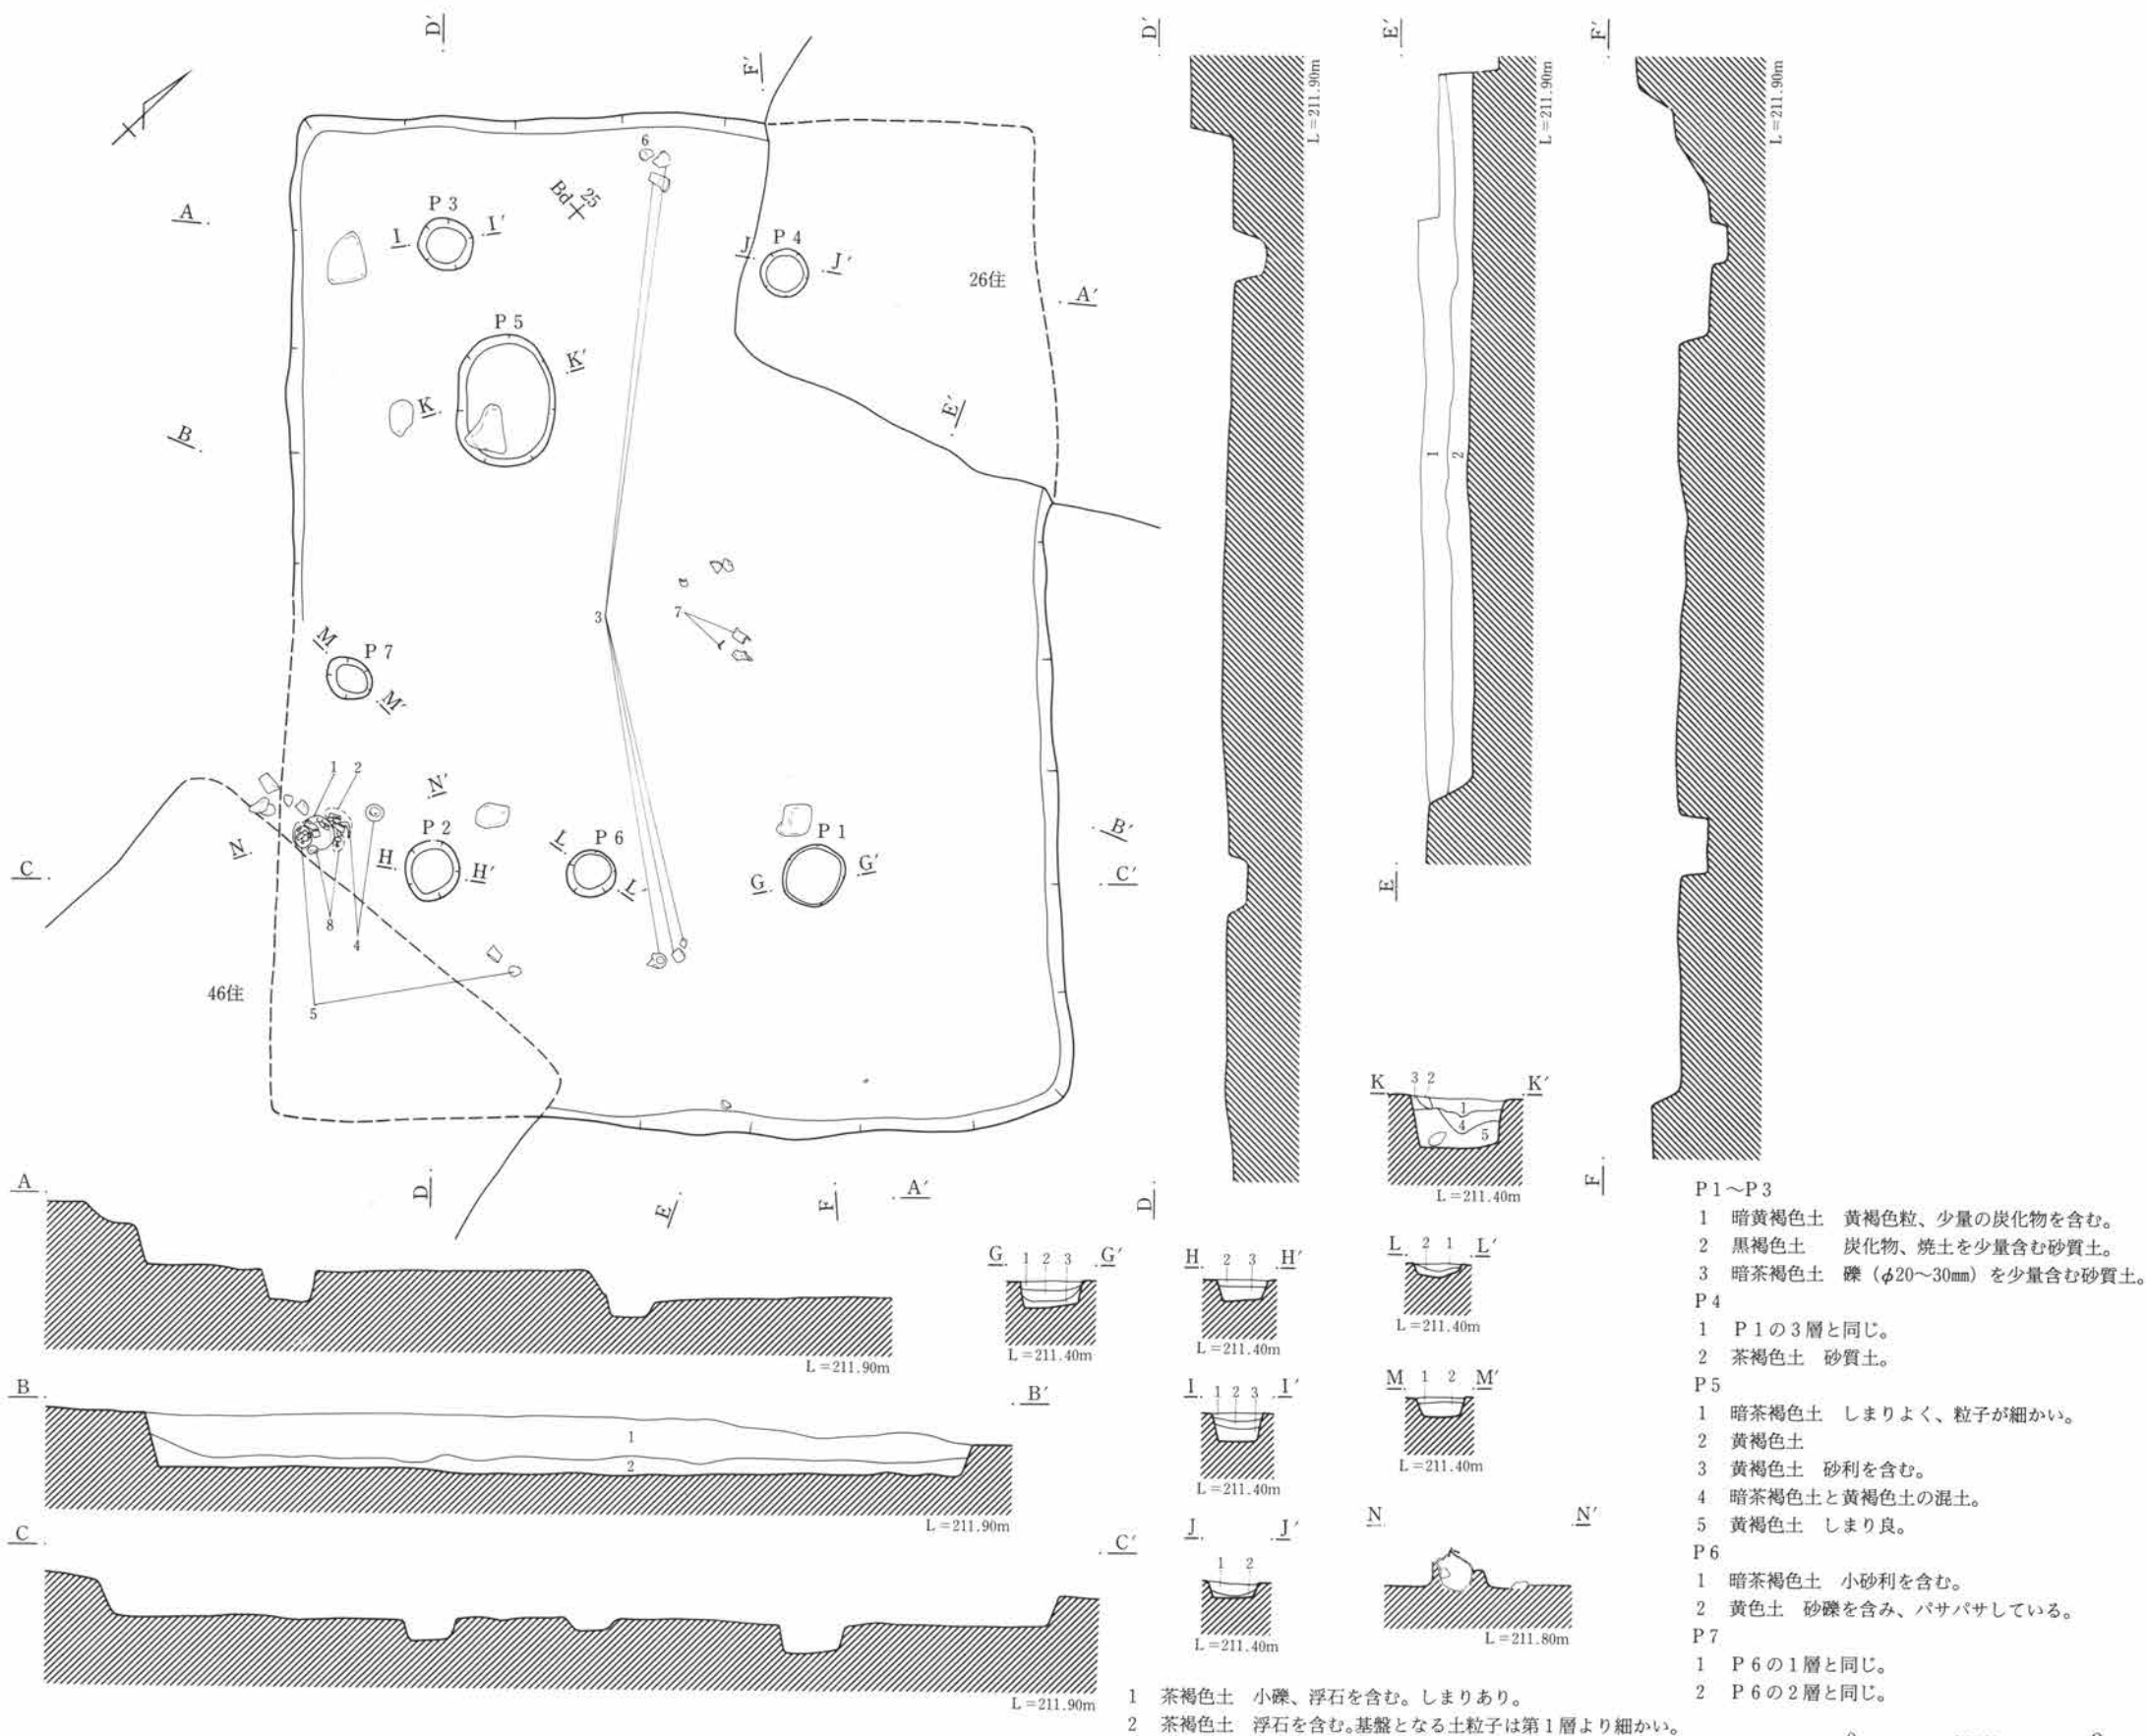 D′
F′
A
P 3
I
I′
6
Bd 25
J
P 4
J′
26住
A′
P 5
K
K′
E′
B
3
7
M
P 7
M′
1
2
N′
N
C
P 2
H
H′
L
P 6
L′
P 1
G
G′
B′
C′
8
4
46住
5
D
E
F
D′
L=211.90m
D
E′
L=211.90m
1
2
E
F′
L=211.90m
F
A
A′
L=211.90m
B
B′
1
2
L=211.90m
C
C′
L=211.90m
K
3 2
K′
1
4
5
L=211.40m
G 1 2 3 G′
L=211.40m
H 2 3 H′
L=211.40m
L 2 1 L′
L=211.40m
I 1 2 3 I′
L=211.40m
M 1 2 M′
L=211.40m
J J′
1 2
L=211.40m
N N′
L=211.80m
P1～P3
1 暗黄褐色土 黄褐色粒、少量の炭化物を含む。
2 黒褐色土 炭化物、焼土を少量含む砂質土。
3 暗茶褐色土 礫（φ20～30㎜）を少量含む砂質土。
P4
1 P1の3層と同じ。
2 茶褐色土 砂質土。
P5
1 暗茶褐色土 しまりよく、粒子が細かい。
2 黄褐色土
3 黄褐色土 砂利を含む。
4 暗茶褐色土と黄褐色土の混土。
5 黄褐色土 しまり良。
P6
1 暗茶褐色土 小砂利を含む。
2 黄色土 砂礫を含み、パサパサしている。
P7
1 P6の1層と同じ。
2 P6の2層と同じ。
1 茶褐色土 小礫、浮石を含む。しまりあり。
2 茶褐色土 浮石を含む。基盤となる土粒子は第1層より細かい。